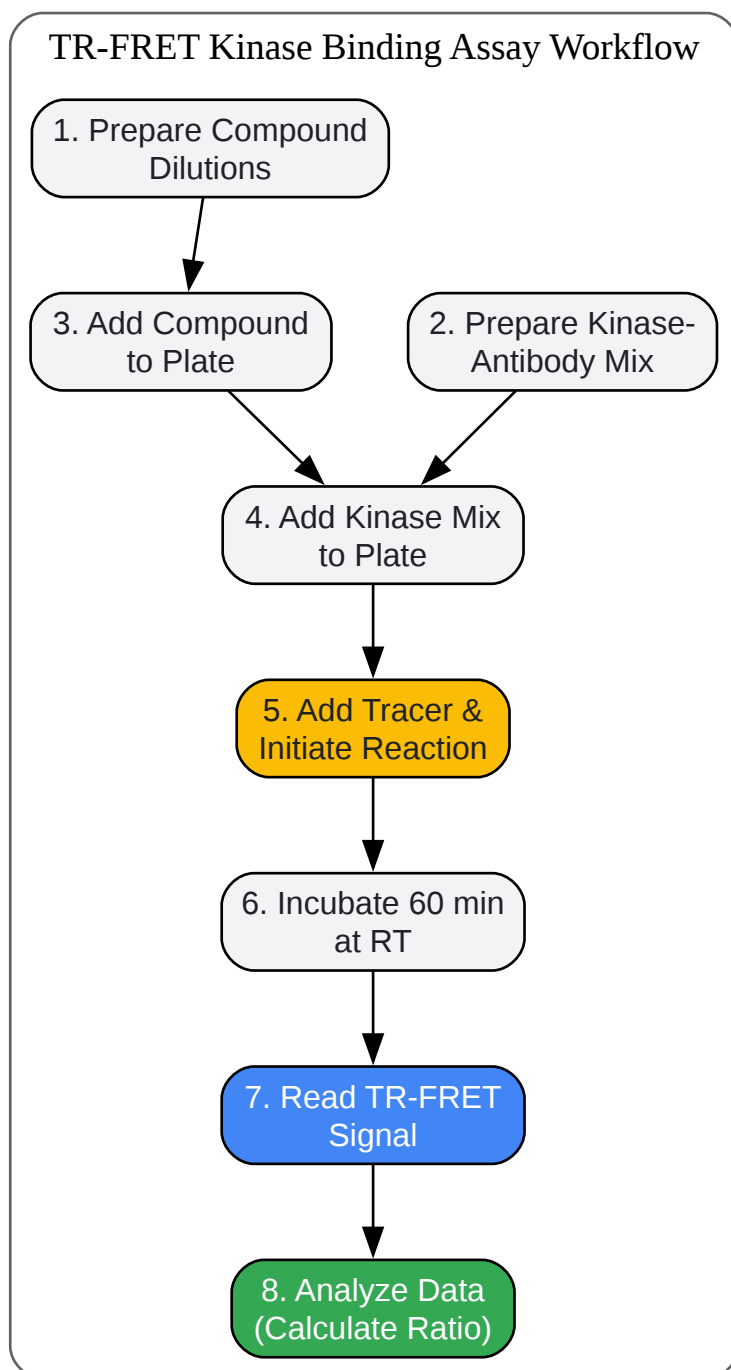 TR-FRET Kinase Binding Assay Workflow
1. Prepare Compound
Dilutions
3. Add Compound
to Plate
2. Prepare Kinase-
Antibody Mix
4. Add Kinase Mix
to Plate
5. Add Tracer &
Initiate Reaction
6. Incubate 60 min
at RT
7. Read TR-FRET
Signal
8. Analyze Data
(Calculate Ratio)